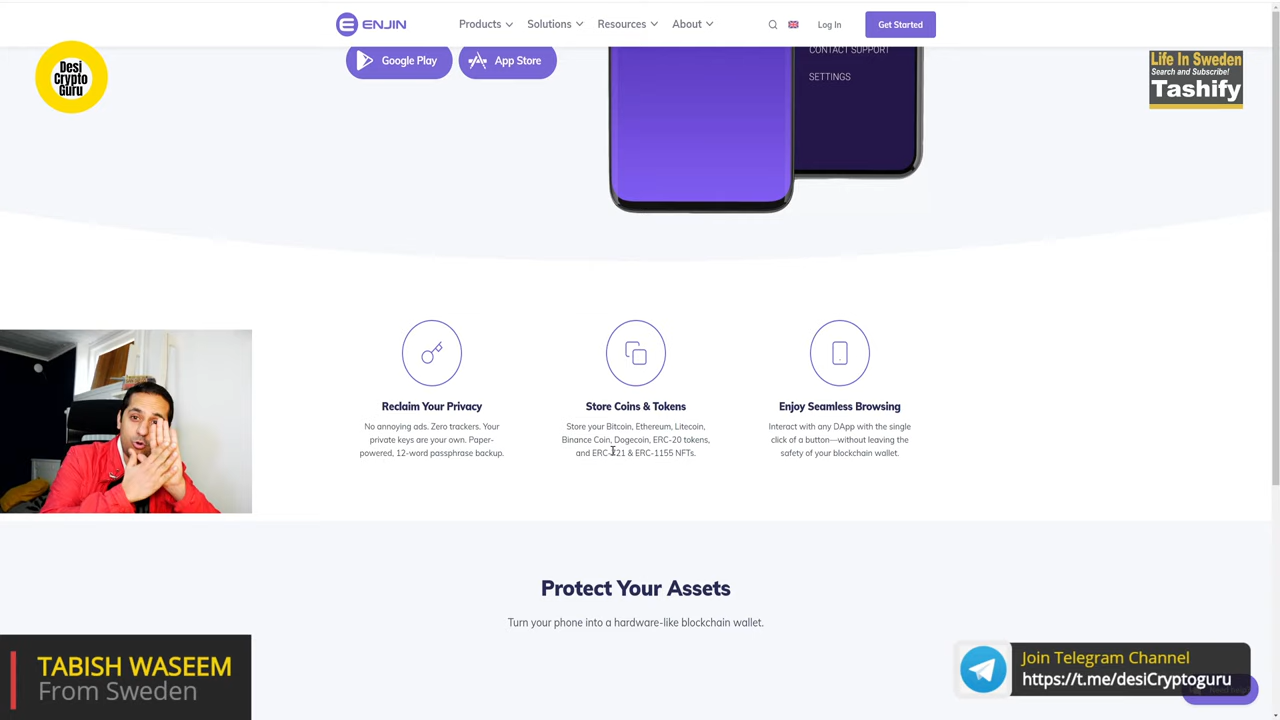 ENJIN
Products
Solutions
Resources
About
Log In
Get Started
Desi
Crypto
Guru
Google Play
App Store
CONTACT SUPPORT
SETTINGS
Life In Sweden
Search and Subscribe!
Tashify
Reclaim Your Privacy
No annoying ads. Zero trackers. Your
private keys are your own. Paper-
powered, 12-word passphrase backup.
Store Coins & Tokens
Store your Bitcoin, Ethereum, Litecoin,
Binance Coin, Dogecoin, ERC-20 tokens,
and ERC-721 & ERC-1155 NFTs.
Enjoy Seamless Browsing
Interact with any DApp with the single
click of a button—without leaving the
safety of your blockchain wallet.
Protect Your Assets
Turn your phone into a hardware-like blockchain wallet.
TABISH WASEEM
From Sweden
Join Telegram Channel
https://t.me/desiCryptoguru